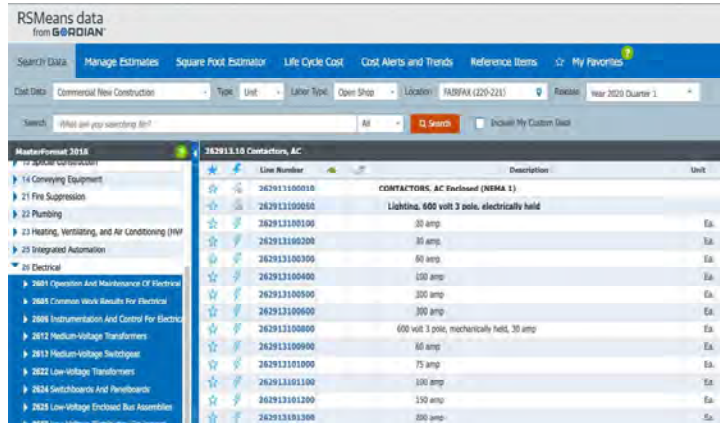 RSMeans data
from GORDIAN
Search Data Manage Estimates Square Foot Estimator Life Cycle Cost Cost Alerts and Trends Reference Items My Favorites ?
Cost Data Commercial New Construction Type Unit Labor Type Open Shop Location FAIRFAX (220-221) Release Year 2020 Quarter 1
Search What are you searching for? All Search Include My Custom Data
MasterFormat 2018 ? 262913.10 Contactors, AC
Line Number Description Unit
14 Conveying Equipment
21 Fire Suppression
22 Plumbing
23 Heating, Ventilating, and Air Conditioning (HVA
25 Integrated Automation
26 Electrical
2601 Operation And Maintenance Of Electrical
2605 Common Work Results For Electrical
2606 Instrumentation And Control For Electrica
2612 Medium-Voltage Transformers
2613 Medium-Voltage Switchgear
2622 Low-Voltage Transformers
2624 Switchboards And Panelboards
2625 Low-Voltage Enclosed Bus Assemblies
262913100010 CONTACTORS, AC Enclosed (NEMA 1)
262913100050 Lighting, 600 volt 3 pole, electrically held
262913100100 20 amp Ea.
262913100200 30 amp Ea.
262913100300 60 amp Ea.
262913100400 100 amp Ea.
262913100500 200 amp Ea.
262913100600 300 amp Ea.
262913100800 600 volt 3 pole, mechanically held, 30 amp Ea.
262913100900 60 amp Ea.
262913101000 75 amp Ea.
262913101100 100 amp Ea.
262913101200 150 amp Ea.
262913101300 200 amp Ea.